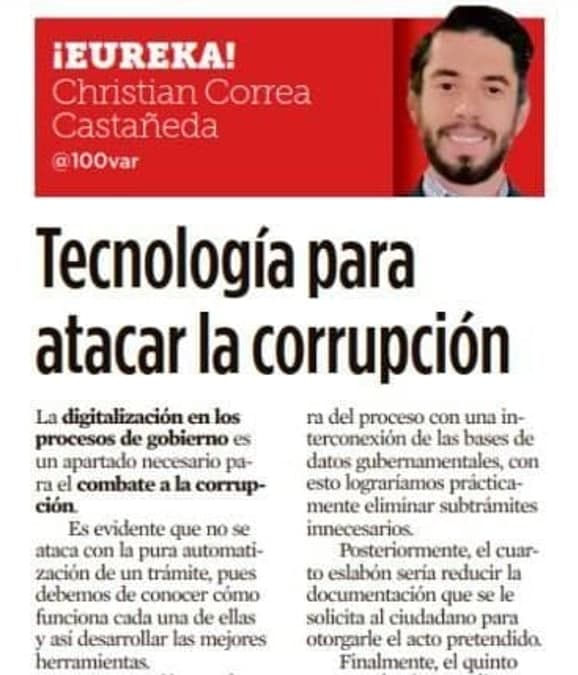 ¡EUREKA!
Christian Correa
Castañeda
@100var
Tecnología para
atacar la corrupción
La digitalización en los
procesos de gobierno es
un apartado necesario pa-
ra el combate a la corrup-
ción.
Es evidente que no se
ataca con la pura automati-
zación de un trámite, pues
debemos de conocer cómo
funciona cada una de ellas
y así desarrollar las mejores
herramientas.
ra del proceso con una in-
terconexión de las bases de
datos gubernamentales, con
esto lograríamos práctica-
mente eliminar subtrámites
innecesarios.
Posteriormente, el cuar-
to eslabón sería reducir la
documentación que se le
solicita al ciudadano para
otorgarle el acto pretendido.
Finalmente, el quinto